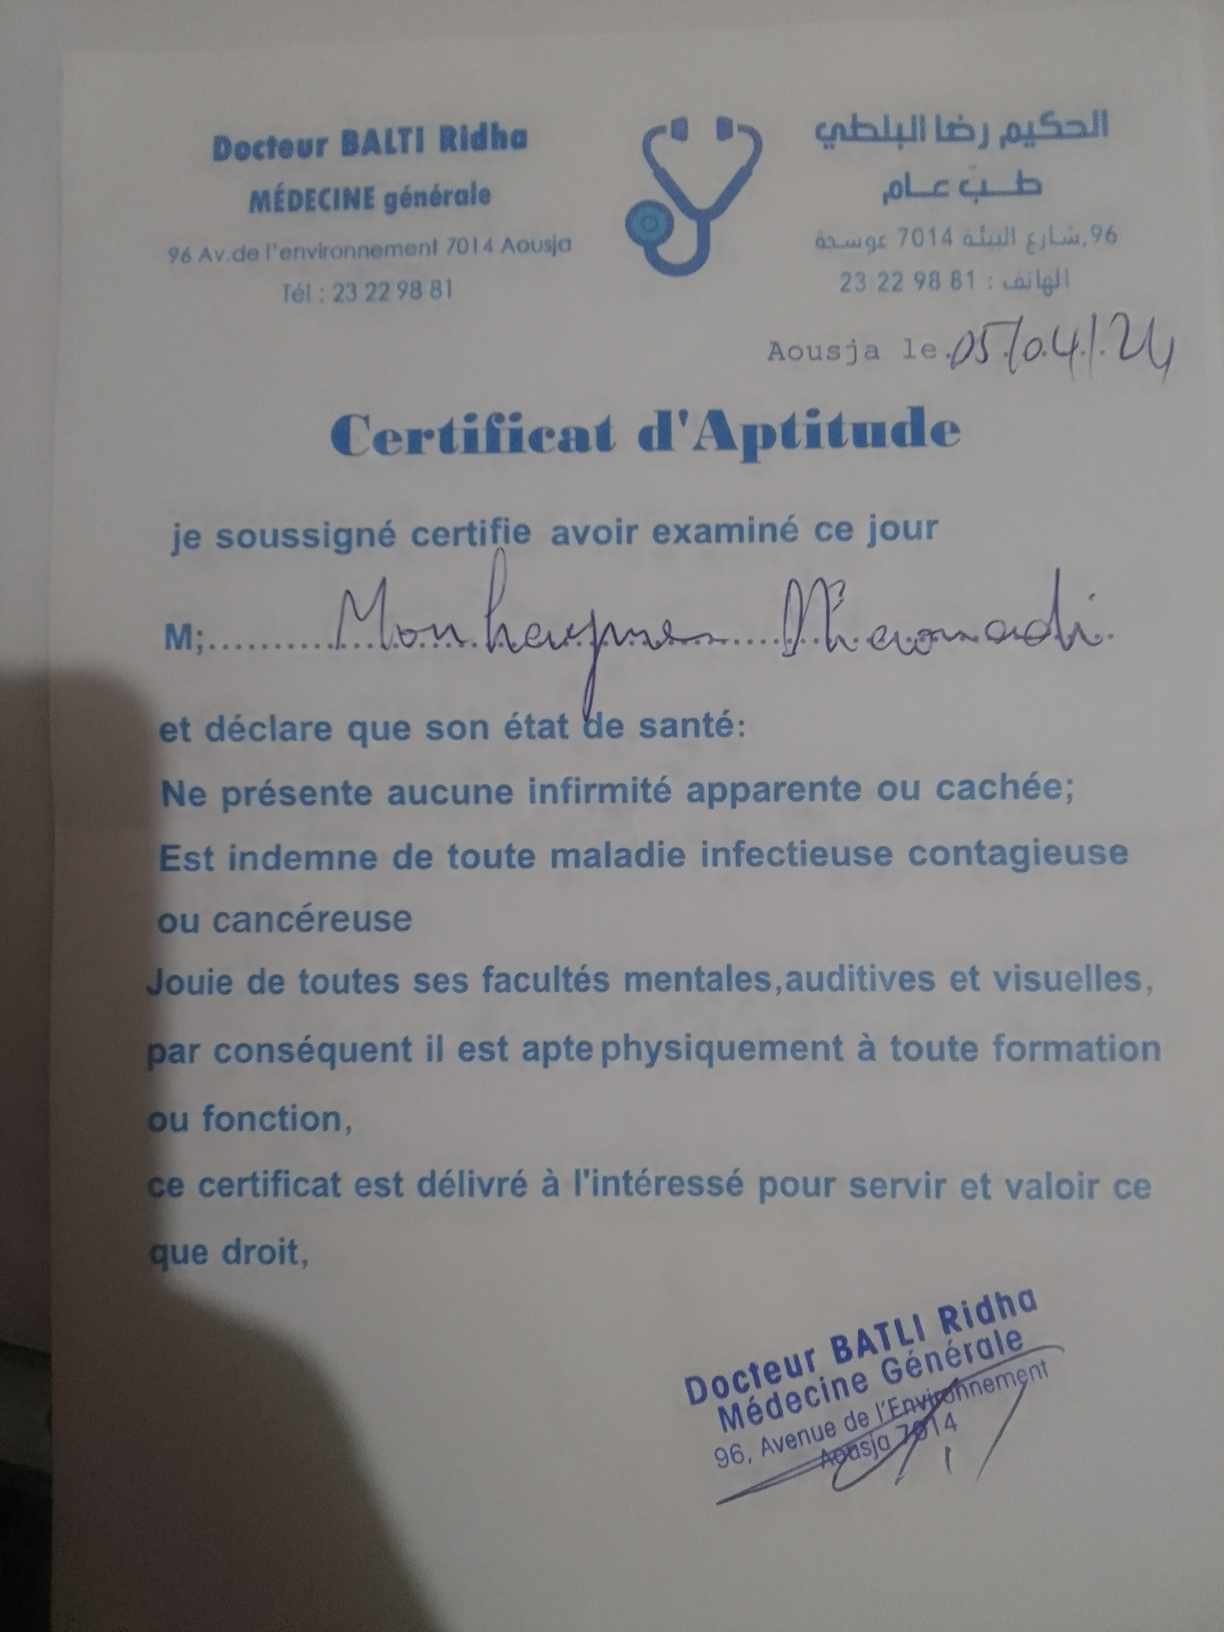 Docteur BALTI Ridha
MÉDECINE générale
96 Av.de l'environnement 7014 Aousja
Tél : 23 22 98 81
الحكيم رضا البلطي
طب عام
96,شارع البيئة 7014 عوسجة
الهاتف : 81 98 22 23
Aousja le.05/04/.24
Certificat d'Aptitude
je soussigné certifie avoir examiné ce jour
M;
et déclare que son état de santé:
Ne présente aucune infirmité apparente ou cachée;
Est indemne de toute maladie infectieuse contagieuse
ou cancéreuse
Jouie de toutes ses facultés mentales,auditives et visuelles,
par conséquent il est apte physiquement à toute formation
ou fonction,
ce certificat est délivré à l'intéressé pour servir et valoir ce
que droit,
Docteur BATLI Ridha
Médecine Générale
96, Avenue de l'Environnement
Aousja 7014